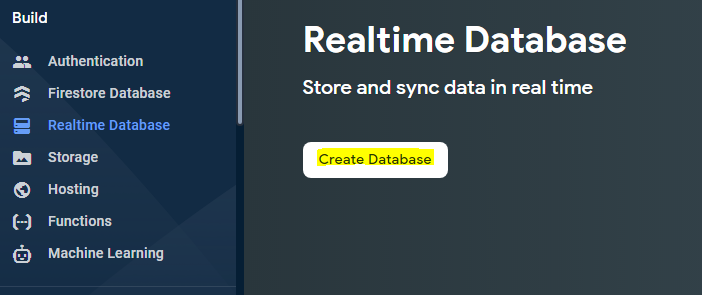 Build
Authentication
Firestore Database
Realtime Database
Storage
Hosting
Functions
Machine Learning
Realtime Database
Store and sync data in real time
Create Database